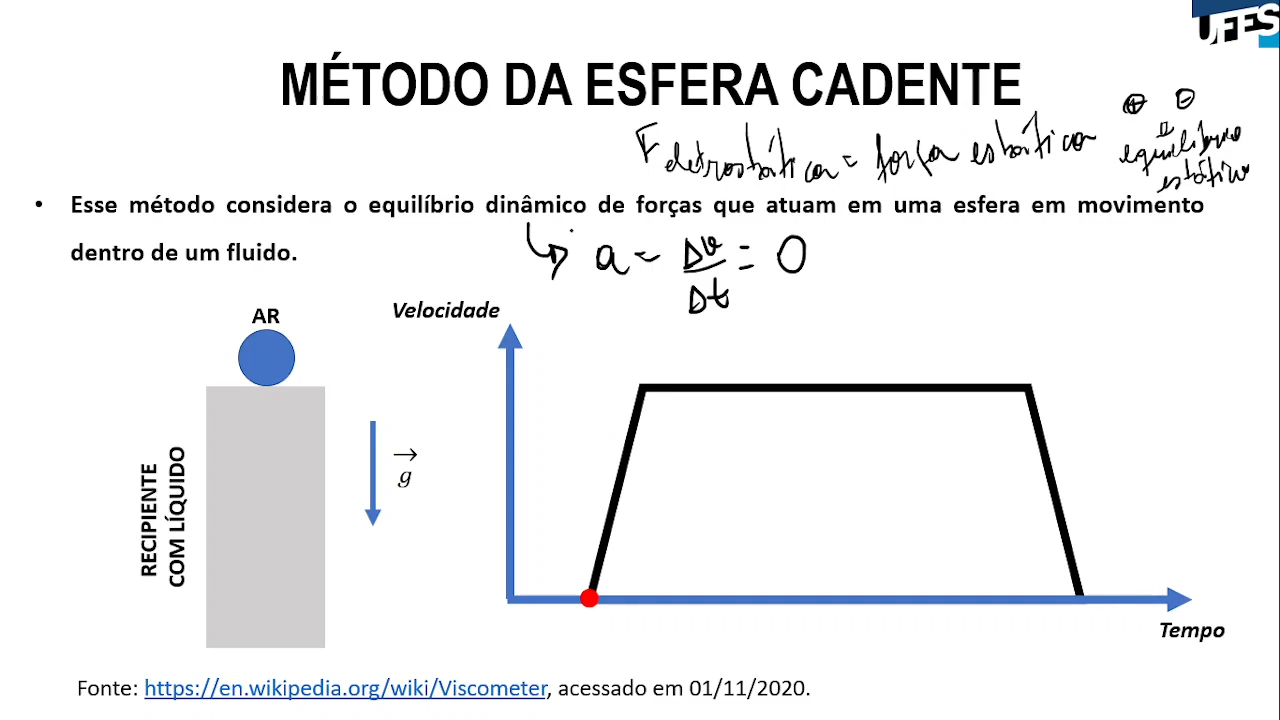 UFES
MÉTODO DA ESFERA CADENTE
F eletrostática = força estática
⊕ ⊖
equilíbrio
estático
• Esse método considera o equilíbrio dinâmico de forças que atuam em uma esfera em movimento
dentro de um fluido.
↳ a = Δv/Δt = 0
AR
Velocidade
RECIPIENTE
COM LÍQUIDO
g
Tempo
Fonte: https://en.wikipedia.org/wiki/Viscometer, acessado em 01/11/2020.